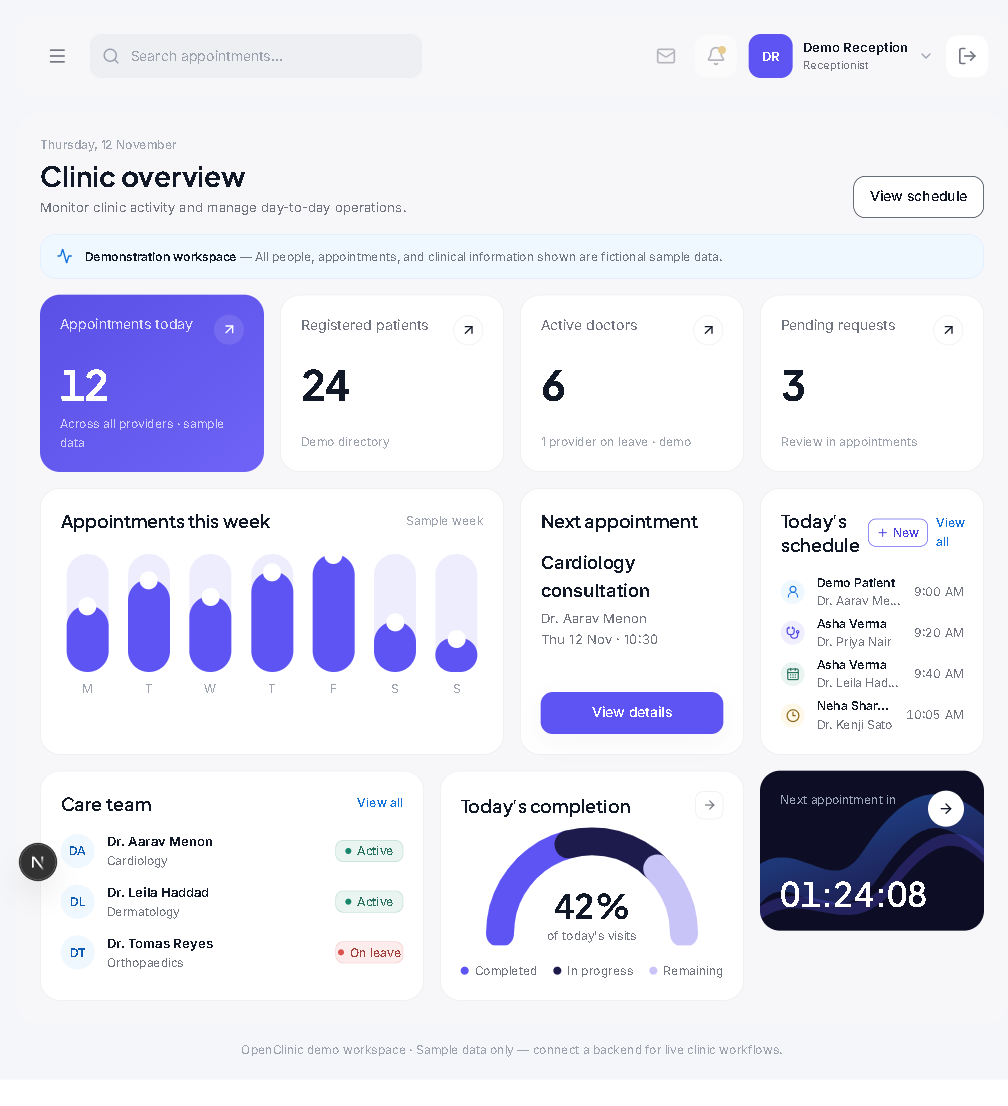 Search appointments...
DR
Demo Reception
Receptionist
Thursday, 12 November
Clinic overview
Monitor clinic activity and manage day-to-day operations.
View schedule
Demonstration workspace — All people, appointments, and clinical information shown are fictional sample data.
Appointments today
12
Across all providers · sample
data
Registered patients
24
Demo directory
Active doctors
6
1 provider on leave · demo
Pending requests
3
Review in appointments
Appointments this week
Sample week
M T W T F S S
Next appointment
Cardiology
consultation
Dr. Aarav Menon
Thu 12 Nov · 10:30
View details
Today's
schedule
+ New
View
all
Demo Patient
Dr. Aarav Me...
9:00 AM
Asha Verma
Dr. Priya Nair
9:20 AM
Asha Verma
Dr. Leila Had...
9:40 AM
Neha Shar...
Dr. Kenji Sato
10:05 AM
Care team
View all
DA
Dr. Aarav Menon
Cardiology
Active
DL
Dr. Leila Haddad
Dermatology
Active
DT
Dr. Tomas Reyes
Orthopaedics
On leave
N
Today's completion
42%
of today's visits
Completed
In progress
Remaining
Next appointment in
01:24:08
OpenClinic demo workspace · Sample data only — connect a backend for live clinic workflows.